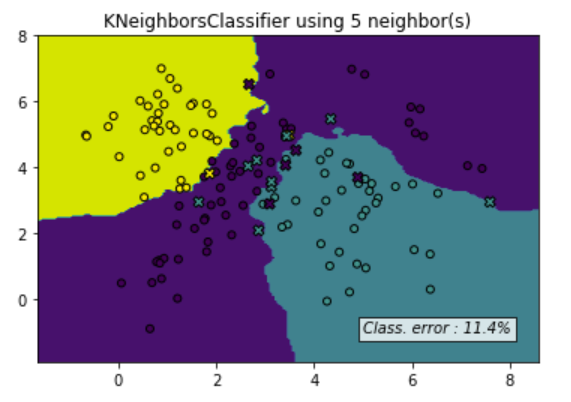 KNeighborsClassifier using 5 neighbor(s)
8
6
4
2
0
Class. error : 11.4%
0 2 4 6 8